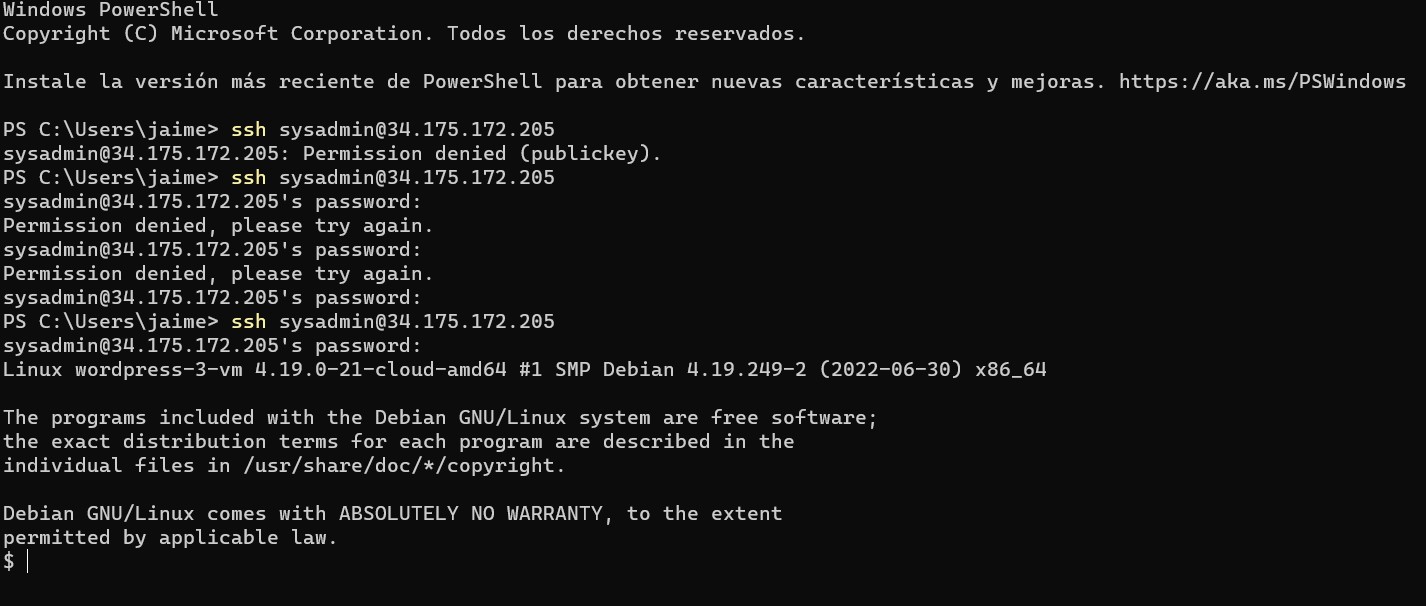 Windows PowerShell
Copyright (C) Microsoft Corporation. Todos los derechos reservados.
Instale la versión más reciente de PowerShell para obtener nuevas características y mejoras. https://aka.ms/PSWindows
PS C:\Users\jaime> ssh sysadmin@34.175.172.205
sysadmin@34.175.172.205: Permission denied (publickey).
PS C:\Users\jaime> ssh sysadmin@34.175.172.205
sysadmin@34.175.172.205's password:
Permission denied, please try again.
sysadmin@34.175.172.205's password:
Permission denied, please try again.
sysadmin@34.175.172.205's password:
PS C:\Users\jaime> ssh sysadmin@34.175.172.205
sysadmin@34.175.172.205's password:
Linux wordpress-3-vm 4.19.0-21-cloud-amd64 #1 SMP Debian 4.19.249-2 (2022-06-30) x86_64
The programs included with the Debian GNU/Linux system are free software;
the exact distribution terms for each program are described in the
individual files in /usr/share/doc/*/copyright.
Debian GNU/Linux comes with ABSOLUTELY NO WARRANTY, to the extent
permitted by applicable law.
$